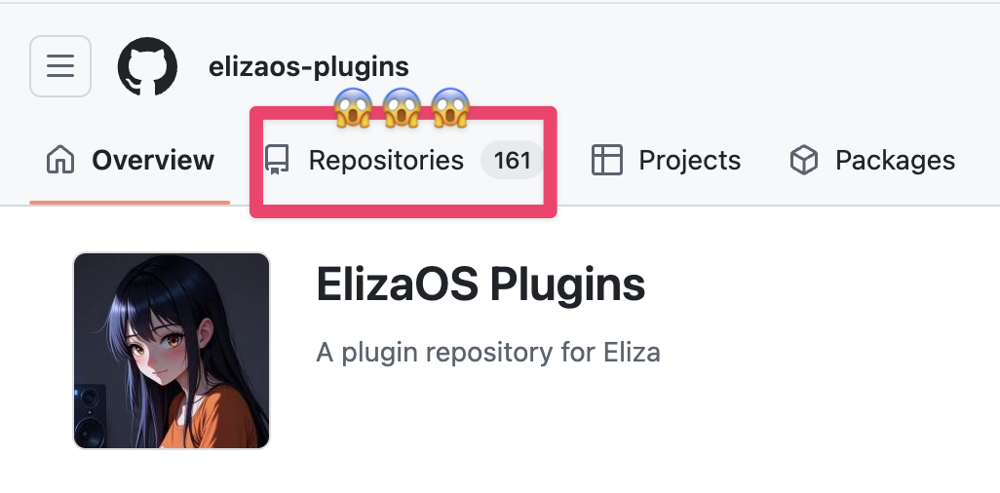 elizaos-plugins
😱😱😱
Overview Repositories 161 Projects Packages
ElizaOS Plugins
A plugin repository for Eliza